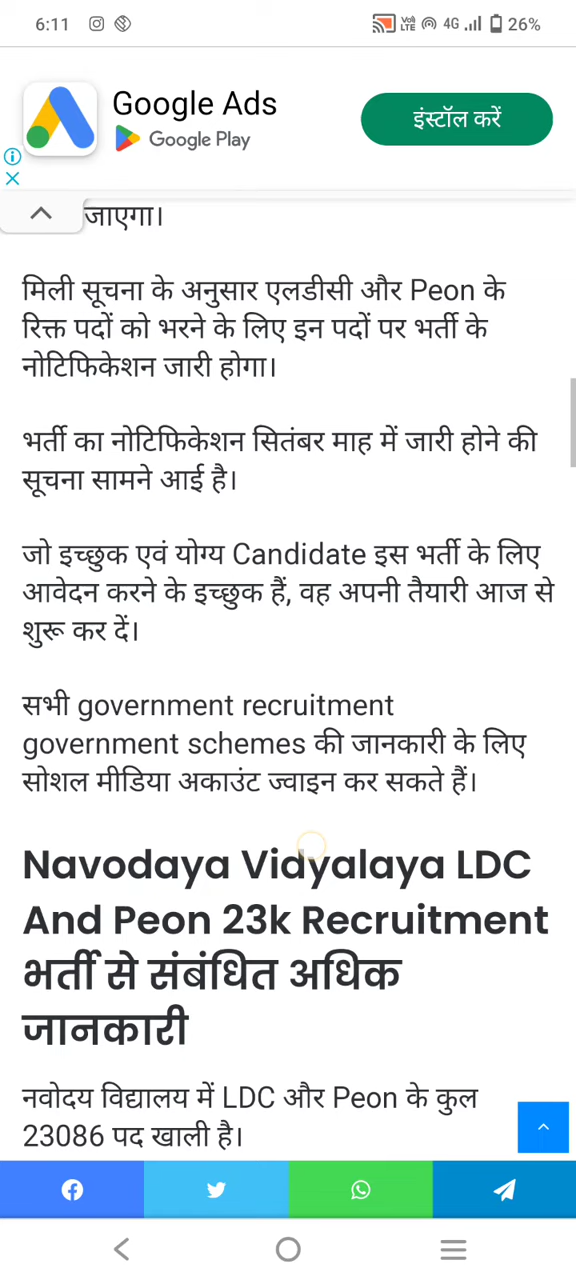 6:11
Vo))
LTE
4G
26%
Google Ads
Google Play
इंस्टॉल करें
जाएगा।
मिली सूचना के अनुसार एलडीसी और Peon के
रिक्त पदों को भरने के लिए इन पदों पर भर्ती के
नोटिफिकेशन जारी होगा।
भर्ती का नोटिफिकेशन सितंबर माह में जारी होने की
सूचना सामने आई है।
जो इच्छुक एवं योग्य Candidate इस भर्ती के लिए
आवेदन करने के इच्छुक हैं, वह अपनी तैयारी आज से
शुरू कर दें।
सभी government recruitment
government schemes की जानकारी के लिए
सोशल मीडिया अकाउंट ज्वाइन कर सकते हैं।
Navodaya Vidyalaya LDC
And Peon 23k Recruitment
भर्ती से संबंधित अधिक
जानकारी
नवोदय विद्यालय में LDC और Peon के कुल
23086 पद खाली है।